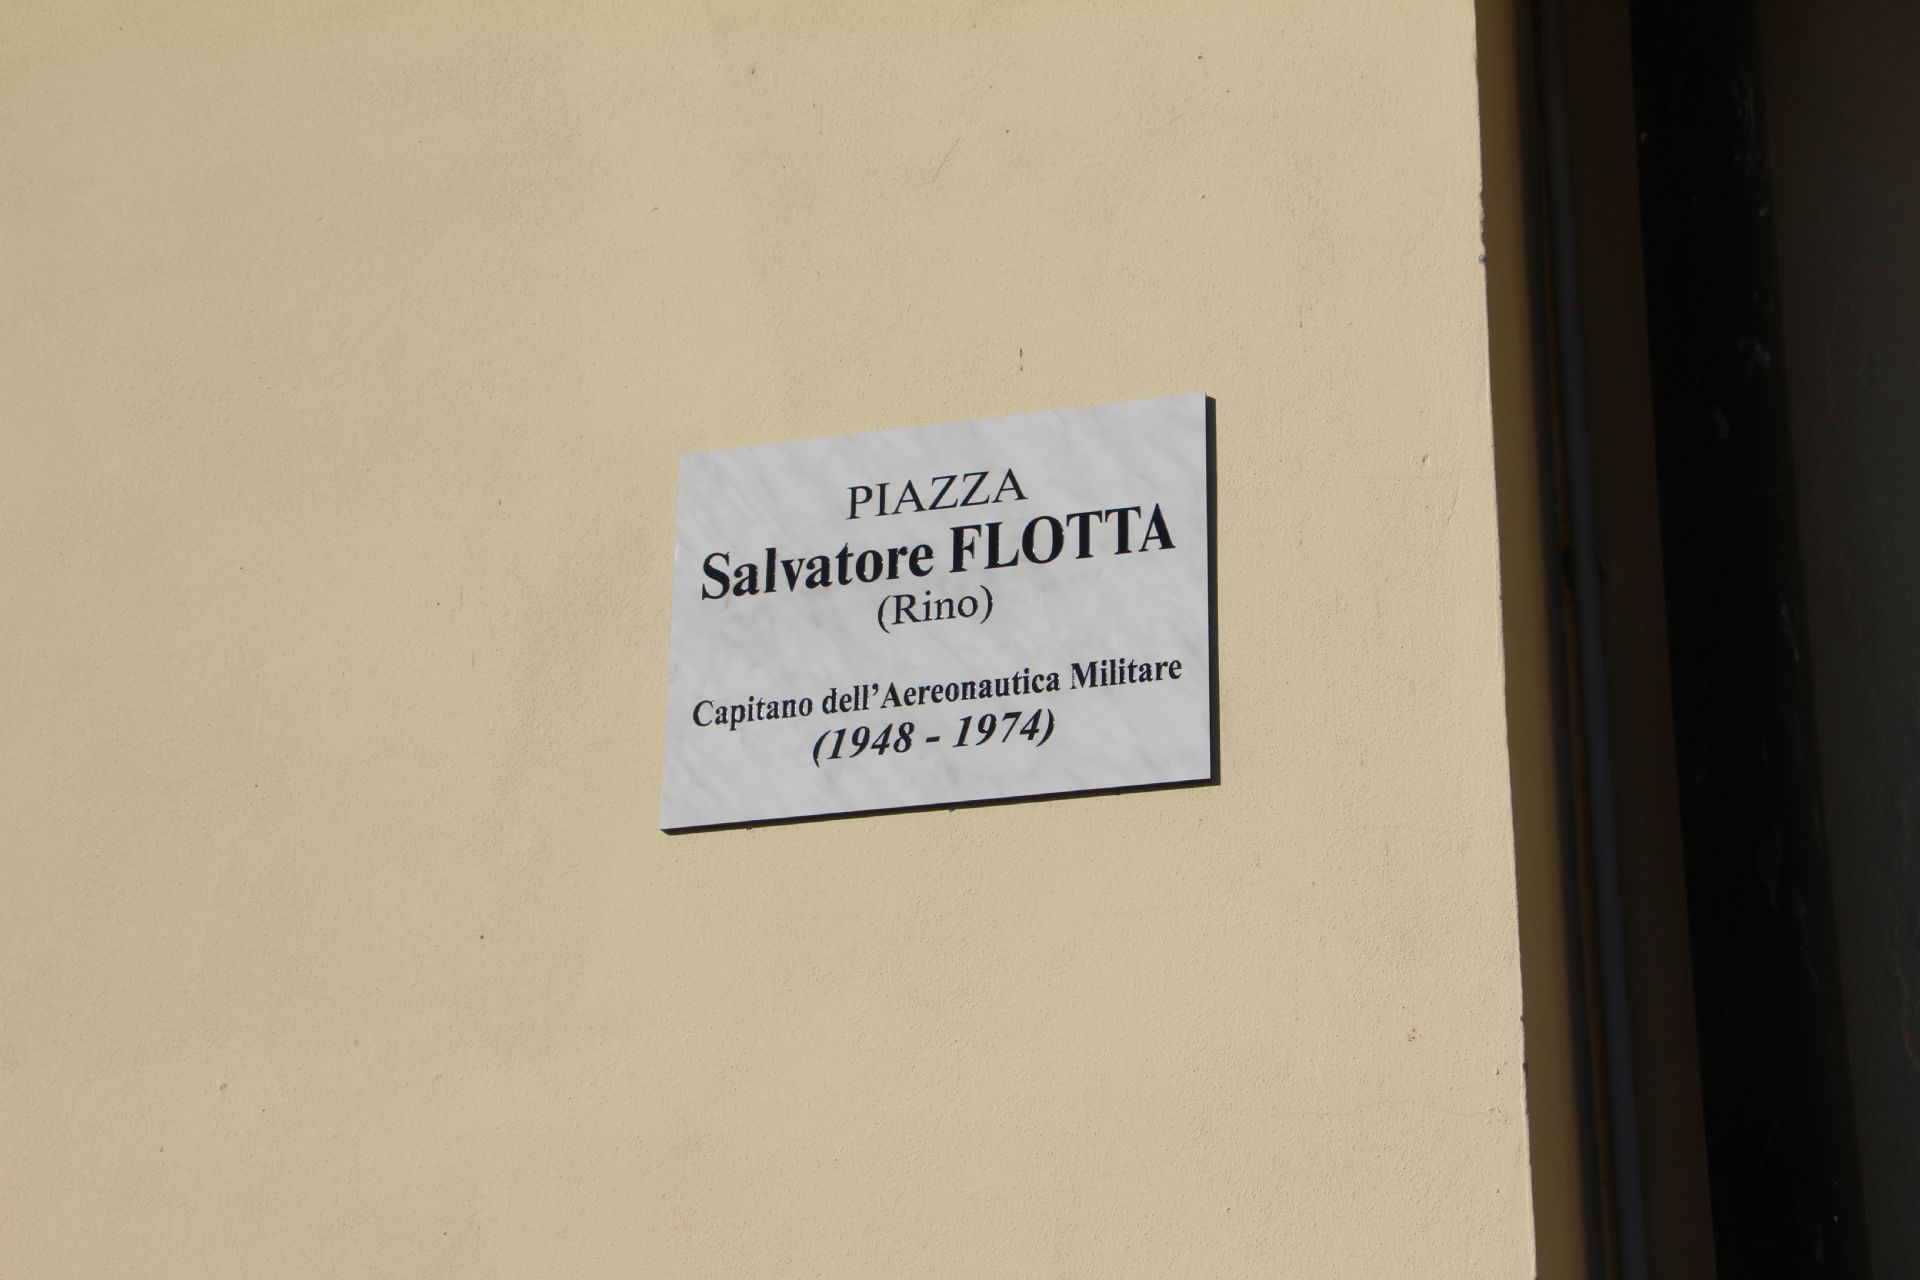 PIAZZA
Salvatore FLOTTA
(Rino)
Capitano dell'Aereonautica Militare
(1948 - 1974)